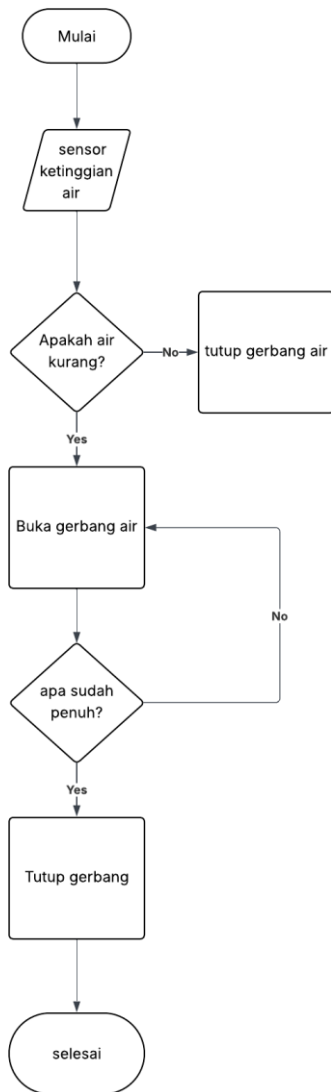 Mulai
sensor
ketinggian
air
Apakah air
kurang?
No
tutup gerbang air
Yes
Buka gerbang air
No
apa sudah
penuh?
Yes
Tutup gerbang
selesai